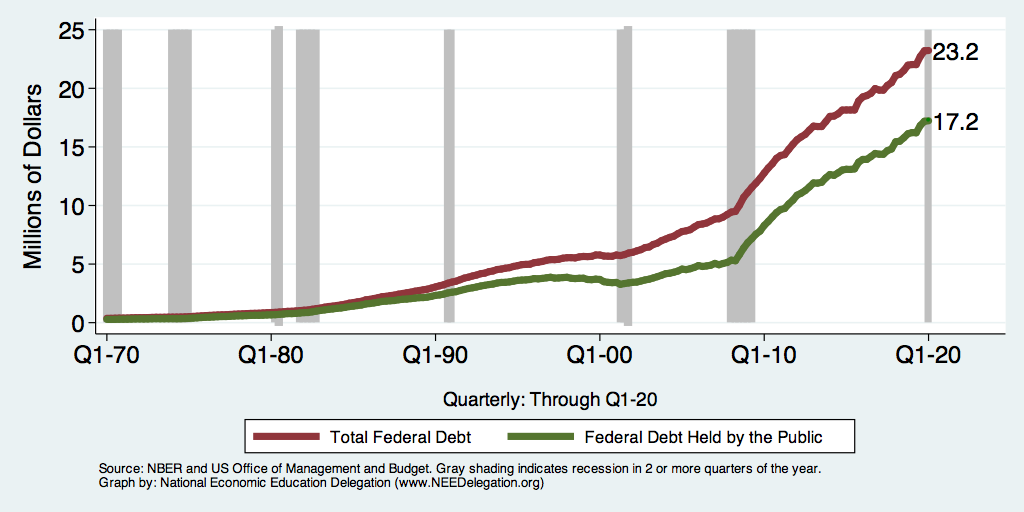 Millions of Dollars
25
20
15
10
5
0
23.2
17.2
Q1-70 Q1-80 Q1-90 Q1-00 Q1-10 Q1-20
Quarterly: Through Q1-20
Total Federal Debt Federal Debt Held by the Public
Source: NBER and US Office of Management and Budget. Gray shading indicates recession in 2 or more quarters of the year.
Graph by: National Economic Education Delegation (www.NEEDelegation.org)